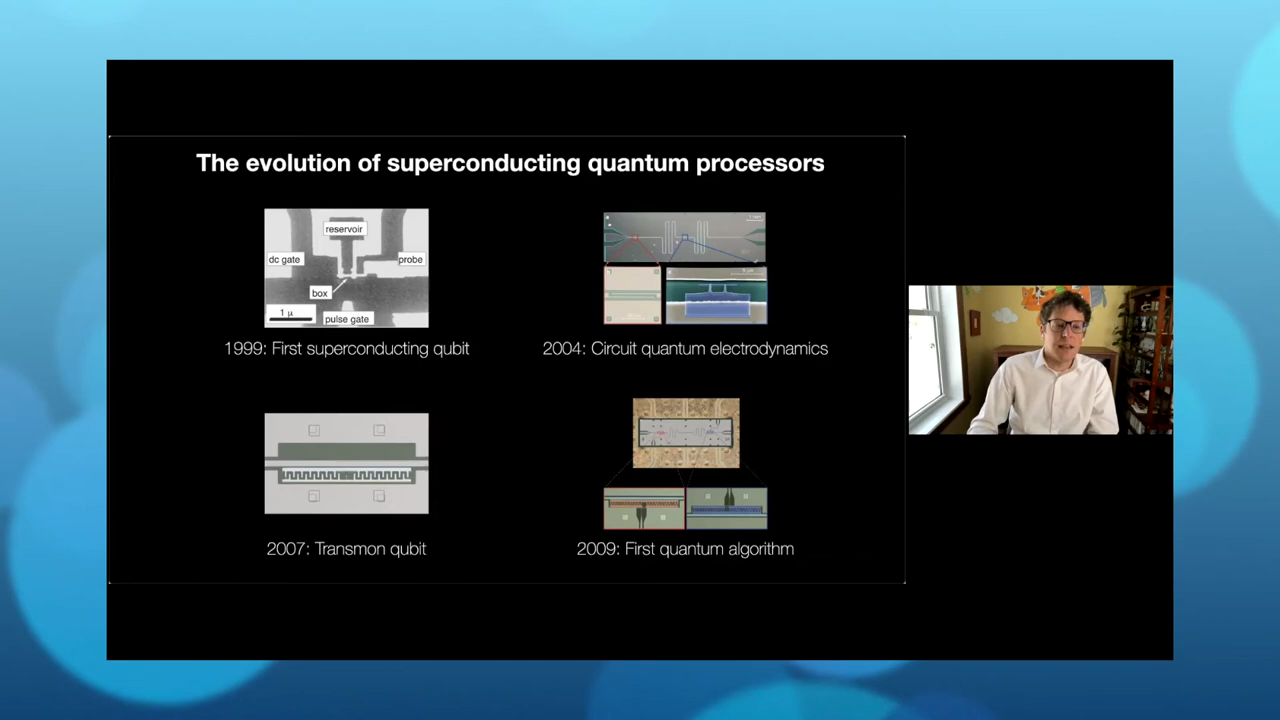 The evolution of superconducting quantum processors
reservoir
dc gate
probe
box
1 μ
pulse gate
1999: First superconducting qubit
2004: Circuit quantum electrodynamics
2007: Transmon qubit
2009: First quantum algorithm